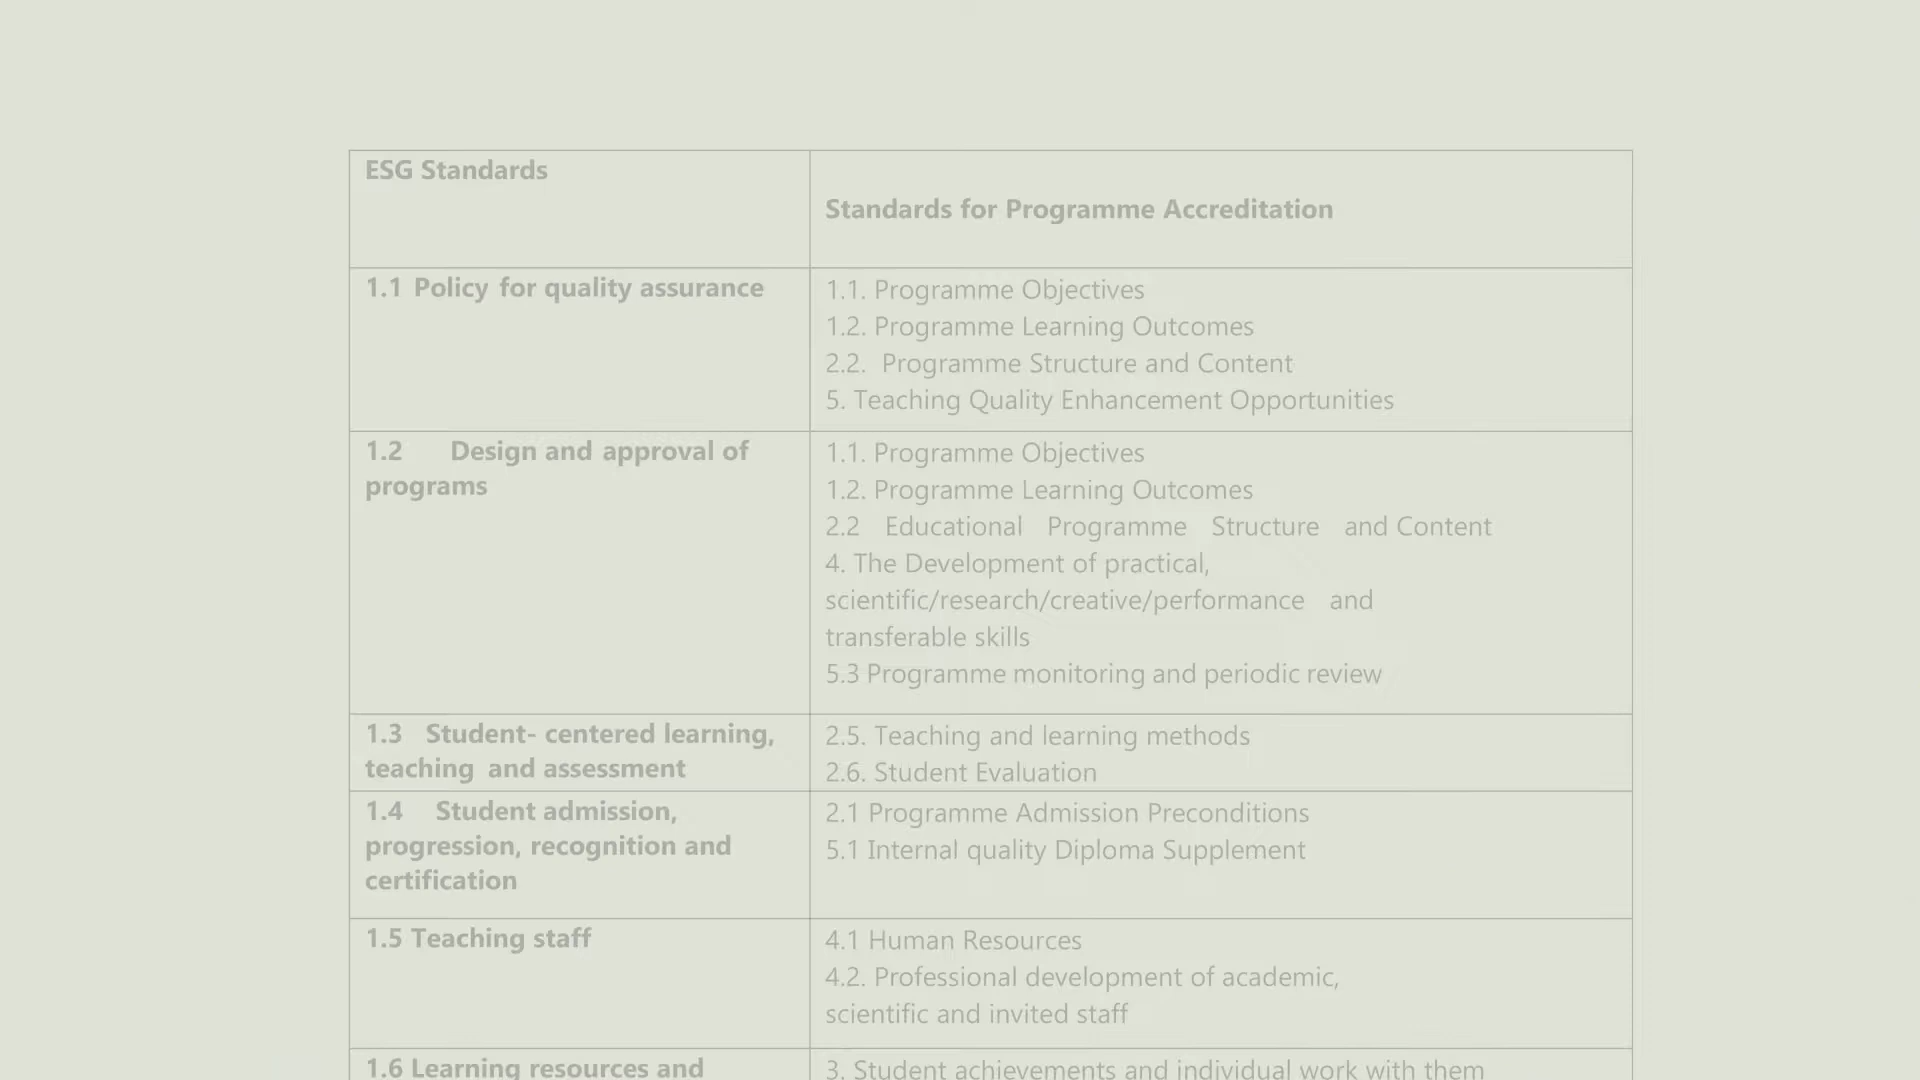 ESG Standards
Standards for Programme Accreditation
1.1 Policy for quality assurance
1.1. Programme Objectives
1.2. Programme Learning Outcomes
2.2. Programme Structure and Content
5. Teaching Quality Enhancement Opportunities
1.2 Design and approval of
programs
1.1. Programme Objectives
1.2. Programme Learning Outcomes
2.2 Educational Programme Structure and Content
4. The Development of practical,
scientific/research/creative/performance and
transferable skills
5.3 Programme monitoring and periodic review
1.3 Student- centered learning,
teaching and assessment
2.5. Teaching and learning methods
2.6. Student Evaluation
1.4 Student admission,
progression, recognition and
certification
2.1 Programme Admission Preconditions
5.1 Internal quality Diploma Supplement
1.5 Teaching staff
4.1 Human Resources
4.2. Professional development of academic,
scientific and invited staff
1.6 Learning resources and
3. Student achievements and individual work with them